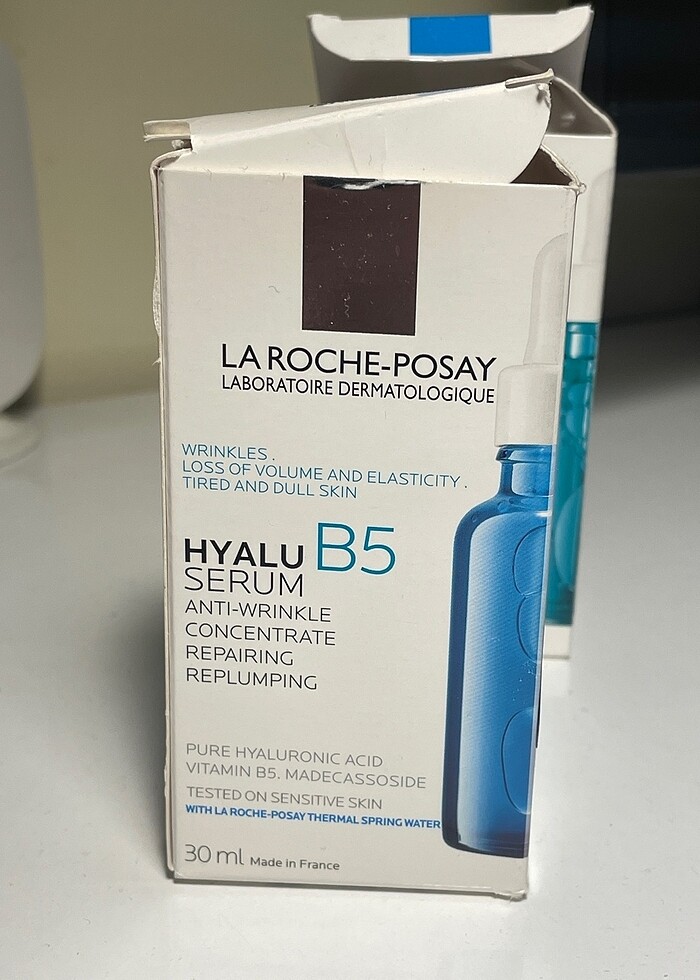 LA ROCHE-POSAY
LABORATOIRE DERMATOLOGIQUE
WRINKLES .
LOSS OF VOLUME AND ELASTICITY .
TIRED AND DULL SKIN
HYALU B5
SERUM
ANTI-WRINKLE
CONCENTRATE
REPAIRING
REPLUMPING
PURE HYALURONIC ACID
VITAMIN B5. MADECASSOSIDE
TESTED ON SENSITIVE SKIN
WITH LA ROCHE-POSAY THERMAL SPRING WATER
30 ml Made in France